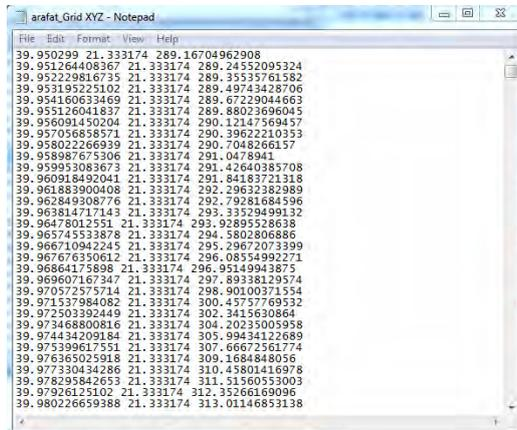 arafat_Grid XYZ - Notepad
File Edit Format View Help
39.950299 21.333174 289.16704962908
39.951264408367 21.333174 289.24552095324
39.952229816735 21.333174 289.35535761582
39.953195225102 21.333174 289.49743428706
39.954160633469 21.333174 289.67229044663
39.955126041837 21.333174 289.88023696045
39.956091450204 21.333174 290.12147569457
39.957056858571 21.333174 290.39622210353
39.958022266939 21.333174 290.7048266157
39.958987675306 21.333174 291.0478941
39.959953083673 21.333174 291.42640385708
39.960918492041 21.333174 291.84183721318
39.961883900408 21.333174 292.29632382989
39.962849308776 21.333174 292.79281684596
39.963814717143 21.333174 293.33529499132
39.96478012551 21.333174 293.92895528638
39.965745533878 21.333174 294.5802806886
39.966710942245 21.333174 295.29672073399
39.967676350612 21.333174 296.08554992271
39.96864175898 21.333174 296.95149943875
39.969607167347 21.333174 297.89338129574
39.970572575714 21.333174 298.90100371554
39.971537984082 21.333174 300.45757769532
39.972503392449 21.333174 302.3415630864
39.973468800816 21.333174 304.20235005958
39.974434209184 21.333174 305.99434122689
39.975399617551 21.333174 307.66672561774
39.976365025918 21.333174 309.1684848056
39.977330434286 21.333174 310.45801416978
39.978295842653 21.333174 311.51560553003
39.97926125102 21.333174 312.35266169096
39.980226659388 21.333174 313.01146853138